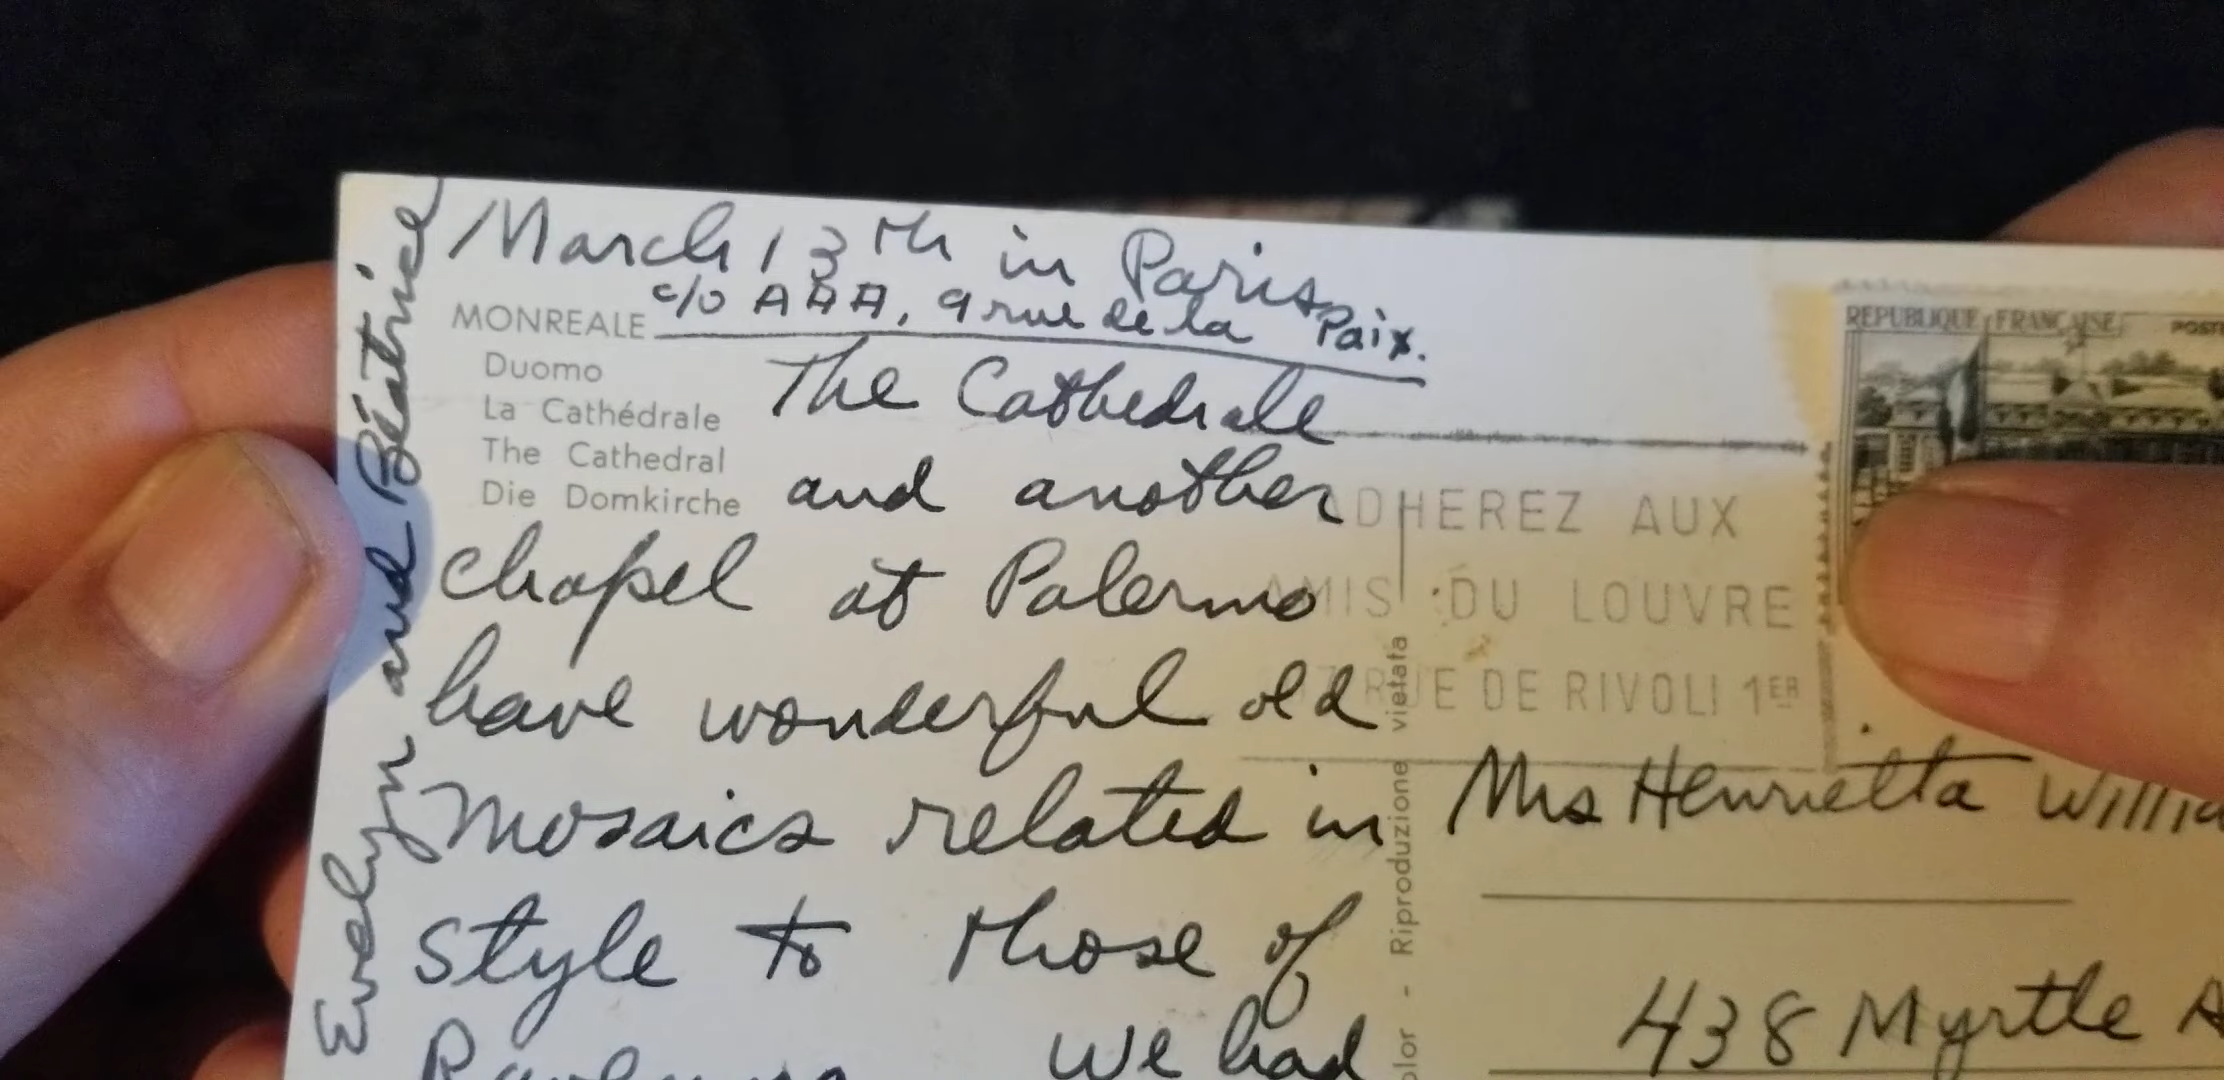 March 13th in Paris
c/o AAA, 9 rue de la Paix.
MONREALE
Duomo
La Cathédrale
The Cathedral
Die Domkirche
The Cathedrale
and another
chapel at Palermo
have wonderful old
mosaics related in
style to those of
We had
Evelyn and Béatrice
REPUBLIQUE FRANÇAISE
ADHEREZ AUX
AMIS DU LOUVRE
RUE DE RIVOLI 1ER
Riproduzione vietata
Mrs Henrietta
438 Myrtle